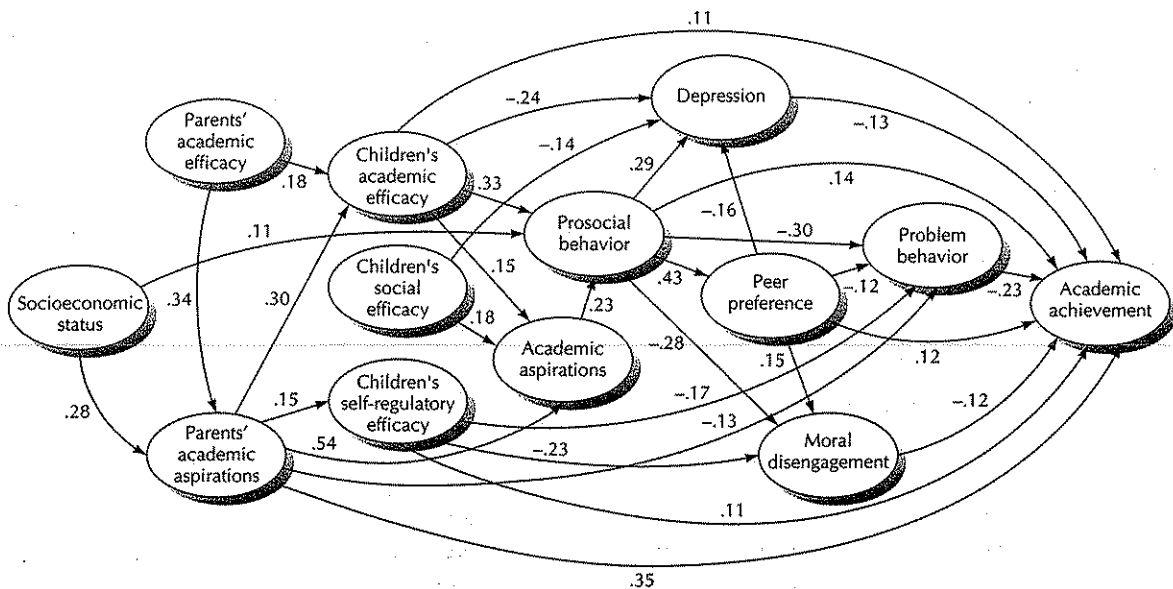 .11
Depression
-.24
-.13
Parents'
academic
efficacy
-.14
Children's
academic
efficacy
.18
.33
.29
.14
-.16
Prosocial
behavior
-.30
Problem
behavior
.11
Children's
social
efficacy
.15
.43
Peer
preference
-.12
-.23
Academic
achievement
Socioeconomic
status
.34
.30
.18
.23
Academic
aspirations
-.28
.15
.12
Children's
self-regulatory
efficacy
.28
.15
-.17
-.13
-.12
Parents'
academic
aspirations
.54
-.23
Moral
disengagement
.11
.35